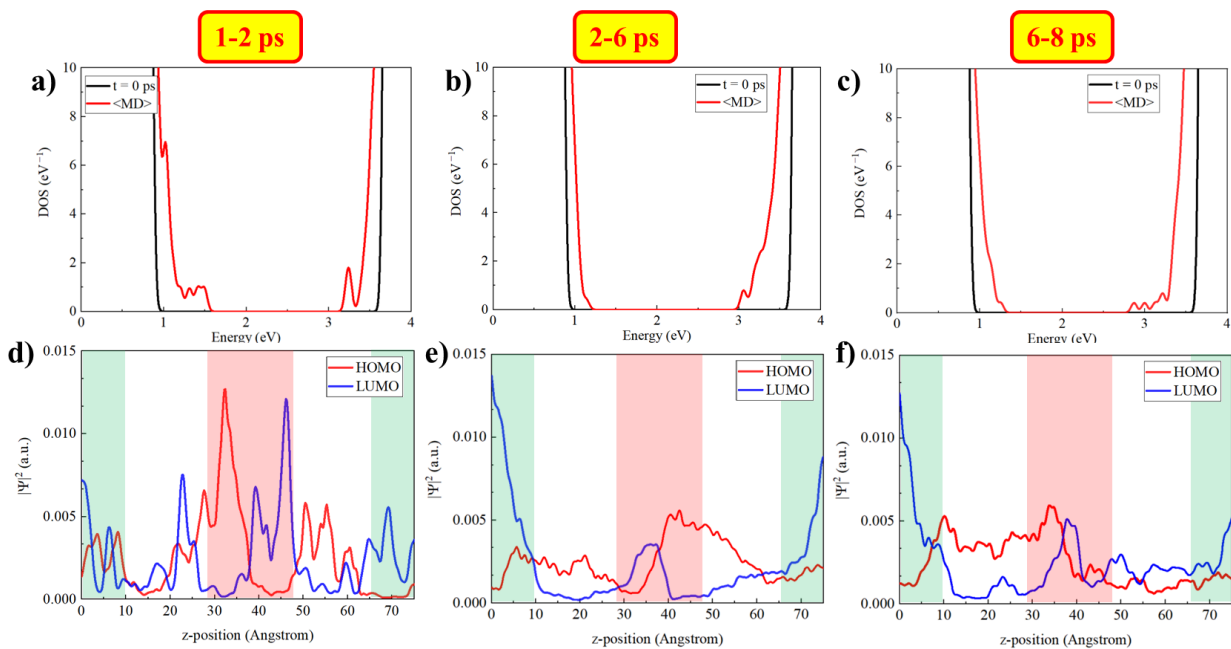 1-2 ps
2-6 ps
6-8 ps
a)
t = 0 ps
<MD>
DOS (eV⁻¹)
10
8
6
4
2
0
0 1 2 3 4
Energy (eV)
b)
t = 0 ps
<MD>
DOS (eV⁻¹)
10
8
6
4
2
0
0 1 2 3 4
Energy (eV)
c)
t = 0 ps
<MD>
DOS (eV⁻¹)
10
8
6
4
2
0
0 1 2 3 4
Energy (eV)
d)
HOMO
LUMO
|Ψ|² (a.u.)
0.015
0.010
0.005
0.000
0 10 20 30 40 50 60 70
z-position (Angstrom)
e)
HOMO
LUMO
|Ψ|² (a.u.)
0.015
0.010
0.005
0.000
0 10 20 30 40 50 60 70
z-position (Angstrom)
f)
HOMO
LUMO
|Ψ|² (a.u.)
0.015
0.010
0.005
0.000
0 10 20 30 40 50 60 70
z-position (Angstrom)